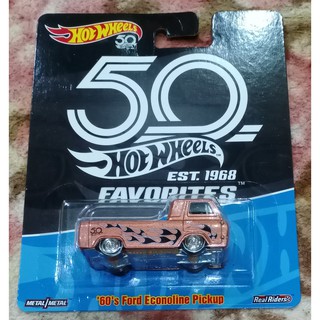 Hot Wheels
50
50
Hot Wheels
EST. 1968
FAVORITES
'60's Ford Econoline Pickup
METAL/METAL
Real Riders